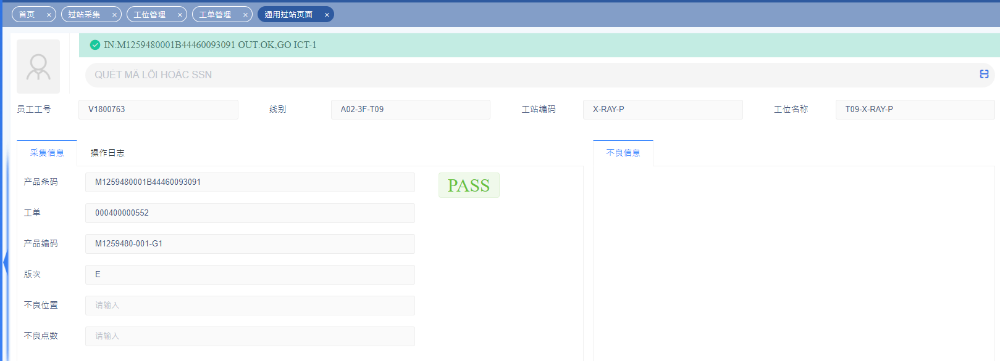 首页 × 过站采集 × 工位管理 × 工单管理 × 通用过站页面 ×
IN:M1259480001B44460093091 OUT:OK,GO ICT-1
QUÉT MÃ LỖI HOẶC SSN
员工工号 V1800763 线别 A02-3F-T09 工站编码 X-RAY-P 工位名称 T09-X-RAY-P
采集信息 操作日志 不良信息
产品条码 M1259480001B44460093091 PASS
工单 000400000552
产品编码 M1259480-001-G1
版次 E
不良位置 请输入
不良点数 请输入